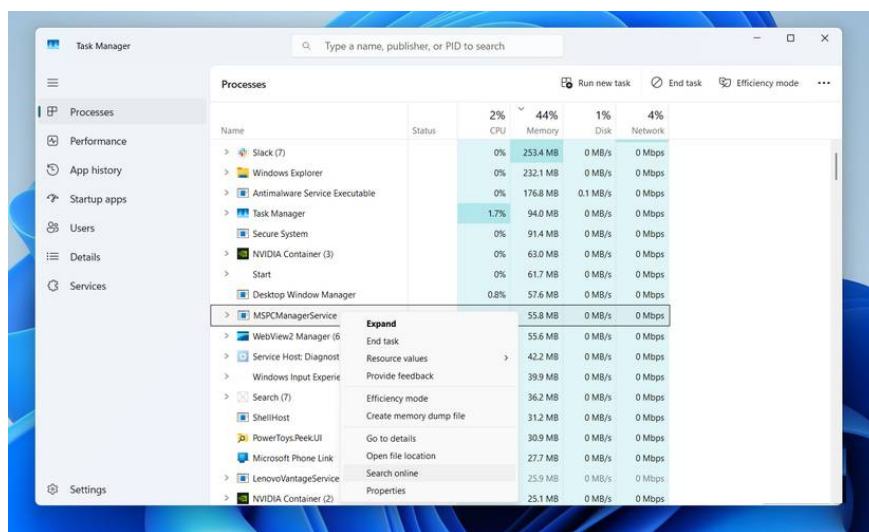 Task Manager
Type a name, publisher, or PID to search
Processes
Performance
App history
Startup apps
Users
Details
Services
Settings
Processes
Run new task
End task
Efficiency mode
2% 44% 1% 4%
Name Status CPU Memory Disk Network
Slack (7) 0% 253.4 MB 0 MB/s 0 Mbps
Windows Explorer 0% 232.1 MB 0 MB/s 0 Mbps
Antimalware Service Executable 0% 176.8 MB 0.1 MB/s 0 Mbps
Task Manager 1.7% 94.0 MB 0 MB/s 0 Mbps
Secure System 0% 91.4 MB 0 MB/s 0 Mbps
NVIDIA Container (3) 0% 63.0 MB 0 MB/s 0 Mbps
Start 0% 61.7 MB 0 MB/s 0 Mbps
Desktop Window Manager 0.8% 57.6 MB 0 MB/s 0 Mbps
MSPCManagerService 55.8 MB 0 MB/s 0 Mbps
WebView2 Manager (6 55.6 MB 0 MB/s 0 Mbps
Service Host: Diagnost 42.2 MB 0 MB/s 0 Mbps
Windows Input Experie 39.9 MB 0 MB/s 0 Mbps
Search (7) 36.2 MB 0 MB/s 0 Mbps
ShellHost 31.2 MB 0 MB/s 0 Mbps
PowerToys.Peek.UI 30.9 MB 0 MB/s 0 Mbps
Microsoft Phone Link 27.7 MB 0 MB/s 0 Mbps
LenovoVantageService 25.9 MB 0 MB/s 0 Mbps
NVIDIA Container (2) 25.1 MB 0 MB/s 0 Mbps
Expand
End task
Resource values
Provide feedback
Efficiency mode
Create memory dump file
Go to details
Open file location
Search online
Properties